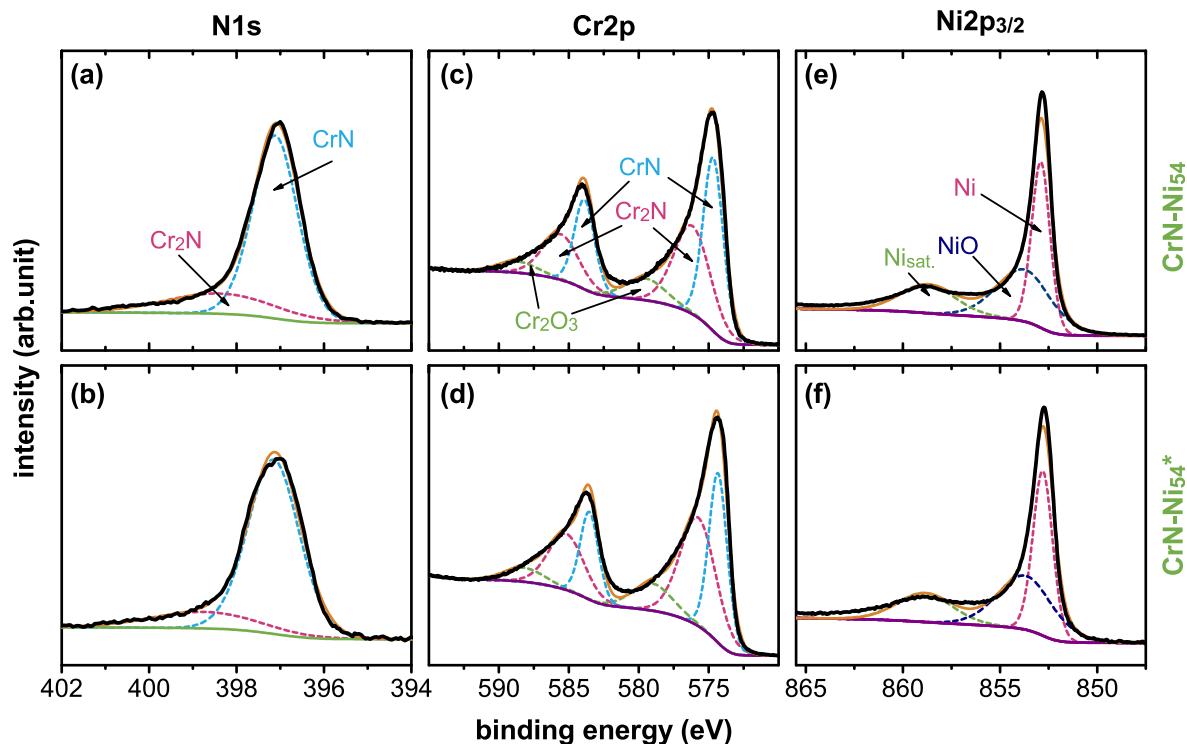 N1s
Cr2p
Ni2p3/2
(a)
CrN
Cr2N
(c)
CrN
Cr2N
Cr2O3
(e)
Ni
NiO
Nisat.
CrN-Ni54
intensity (arb.unit)
(b)
(d)
(f)
CrN-Ni54*
402 400 398 396 394
590 585 580 575
865 860 855 850
binding energy (eV)